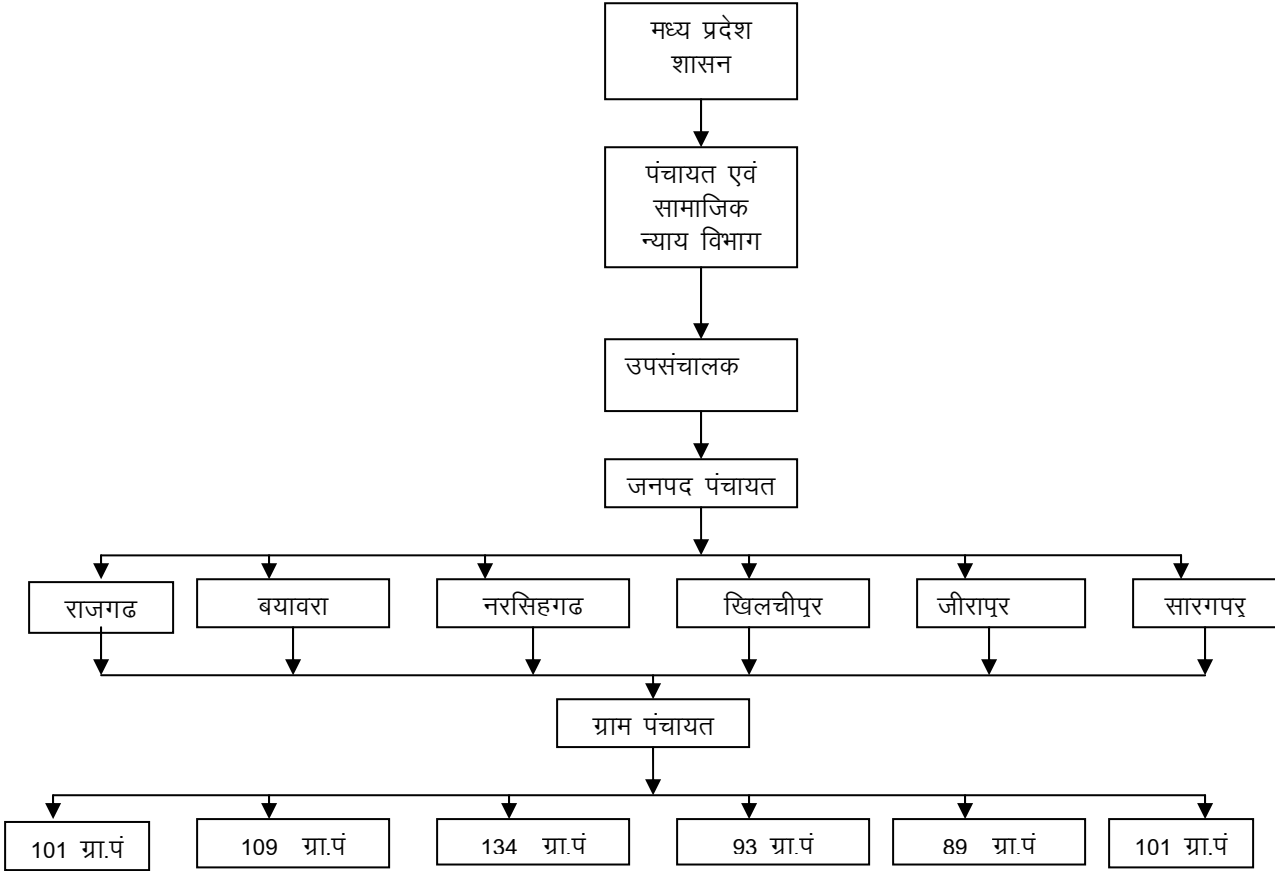 मध्य प्रदेश
शासन
पंचायत एवं
सामाजिक
न्याय विभाग
उपसंचालक
जनपद पंचायत
राजगढ
बयावरा
नरसिहगढ
खिलचीपुर
जीरापुर
सारगपुर
ग्राम पंचायत
101 ग्रा.पं
109 ग्रा.पं
134 ग्रा.पं
93 ग्रा.पं
89 ग्रा.पं
101 ग्रा.पं